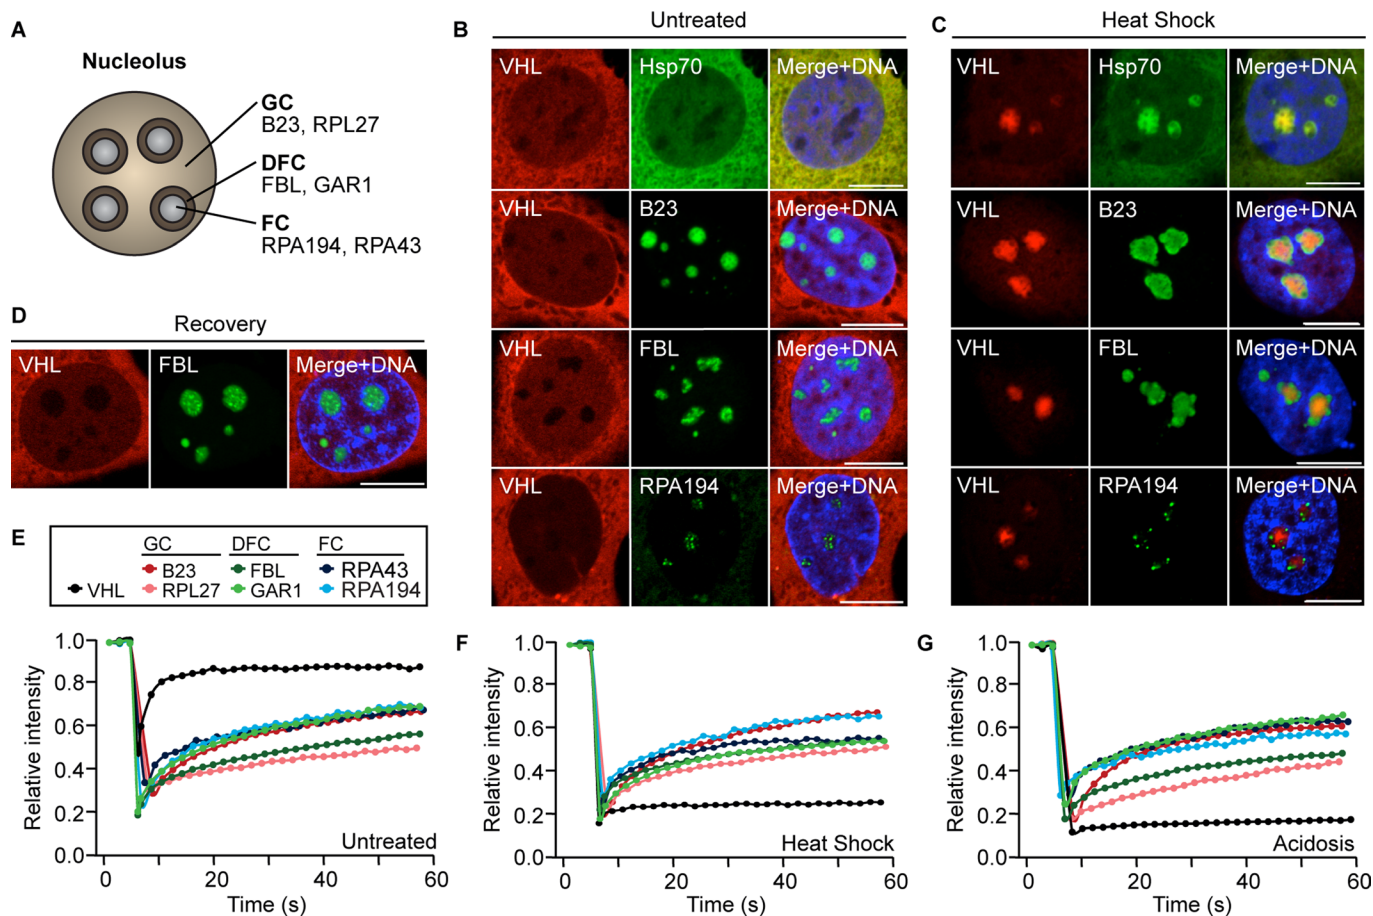 A
Nucleolus
GC
B23, RPL27
DFC
FBL, GAR1
FC
RPA194, RPA43
B
Untreated
VHL
Hsp70
Merge+DNA
VHL
B23
Merge+DNA
VHL
FBL
Merge+DNA
VHL
RPA194
Merge+DNA
C
Heat Shock
VHL
Hsp70
Merge+DNA
VHL
B23
Merge+DNA
VHL
FBL
Merge+DNA
VHL
RPA194
Merge+DNA
D
Recovery
VHL
FBL
Merge+DNA
E
GC DFC FC
B23 FBL RPA43
VHL RPL27 GAR1 RPA194
Relative intensity
1.0
0.8
0.6
0.4
0.2
0.0
Untreated
0 20 40 60
Time (s)
F
Relative intensity
1.0
0.8
0.6
0.4
0.2
0.0
Heat Shock
0 20 40 60
Time (s)
G
Relative intensity
1.0
0.8
0.6
0.4
0.2
0.0
Acidosis
0 20 40 60
Time (s)